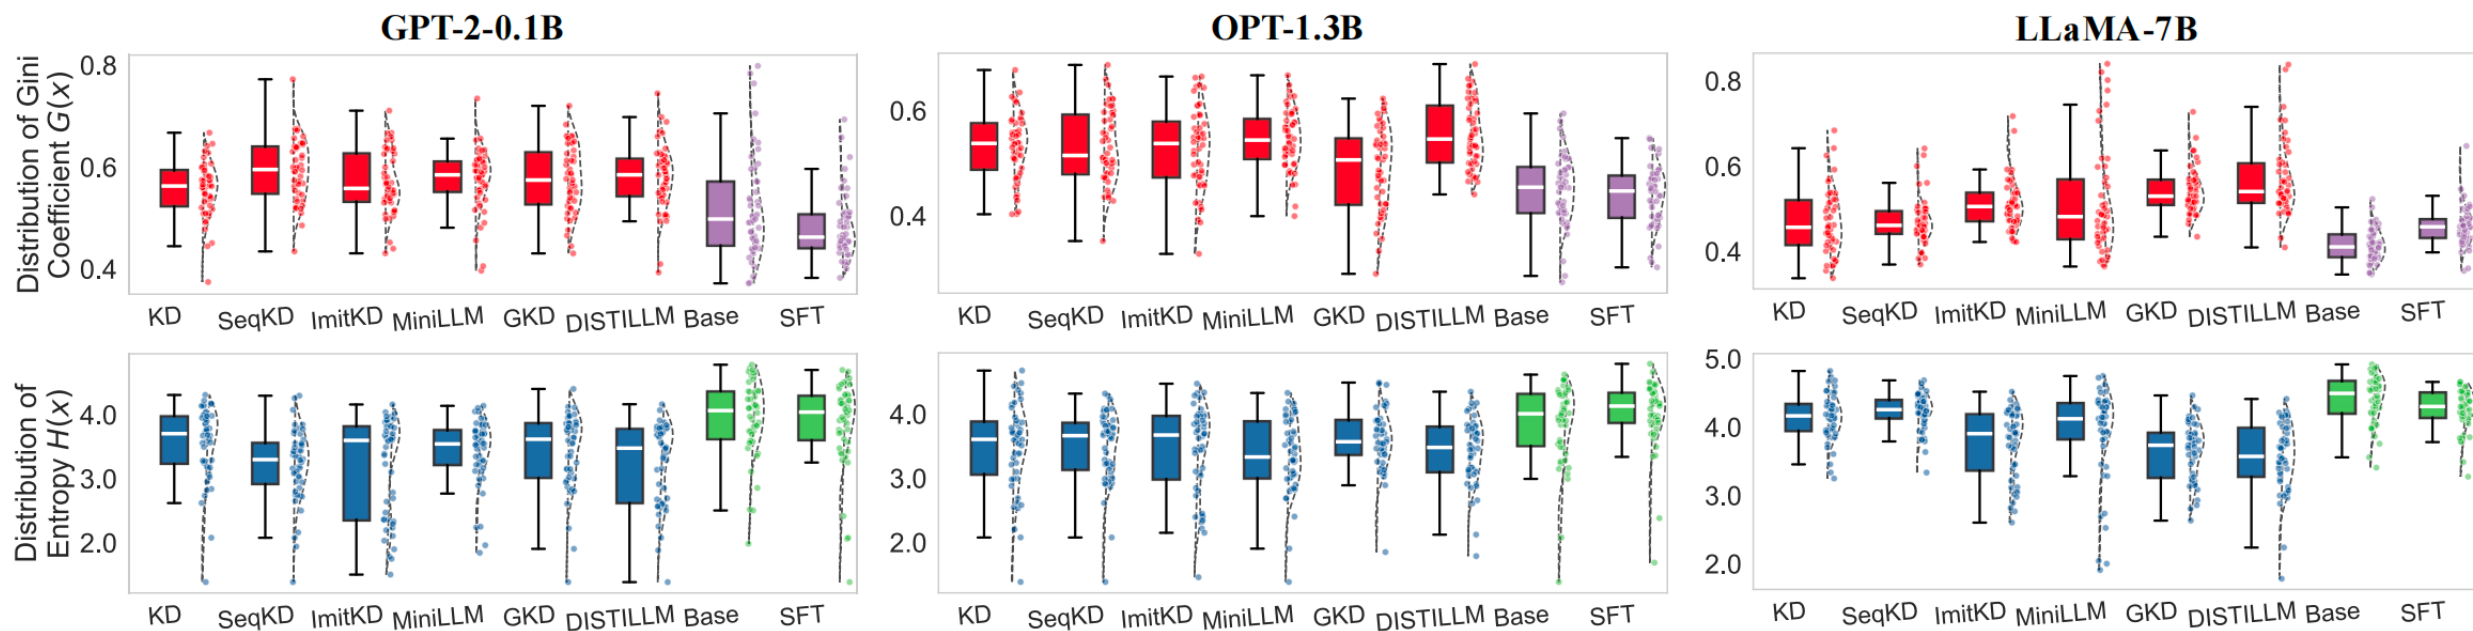 GPT-2-0.1B
OPT-1.3B
LLaMA-7B
Distribution of Gini
Coefficient G(x)
0.8
0.6
0.4
KD SeqKD ImitKD MiniLLM GKD DISTILLM Base SFT
0.6
0.4
KD SeqKD ImitKD MiniLLM GKD DISTILLM Base SFT
0.8
0.6
0.4
KD SeqKD ImitKD MiniLLM GKD DISTILLM Base SFT
Distribution of
Entropy H(x)
4.0
3.0
2.0
KD SeqKD ImitKD MiniLLM GKD DISTILLM Base SFT
4.0
3.0
2.0
KD SeqKD ImitKD MiniLLM GKD DISTILLM Base SFT
5.0
4.0
3.0
2.0
KD SeqKD ImitKD MiniLLM GKD DISTILLM Base SFT